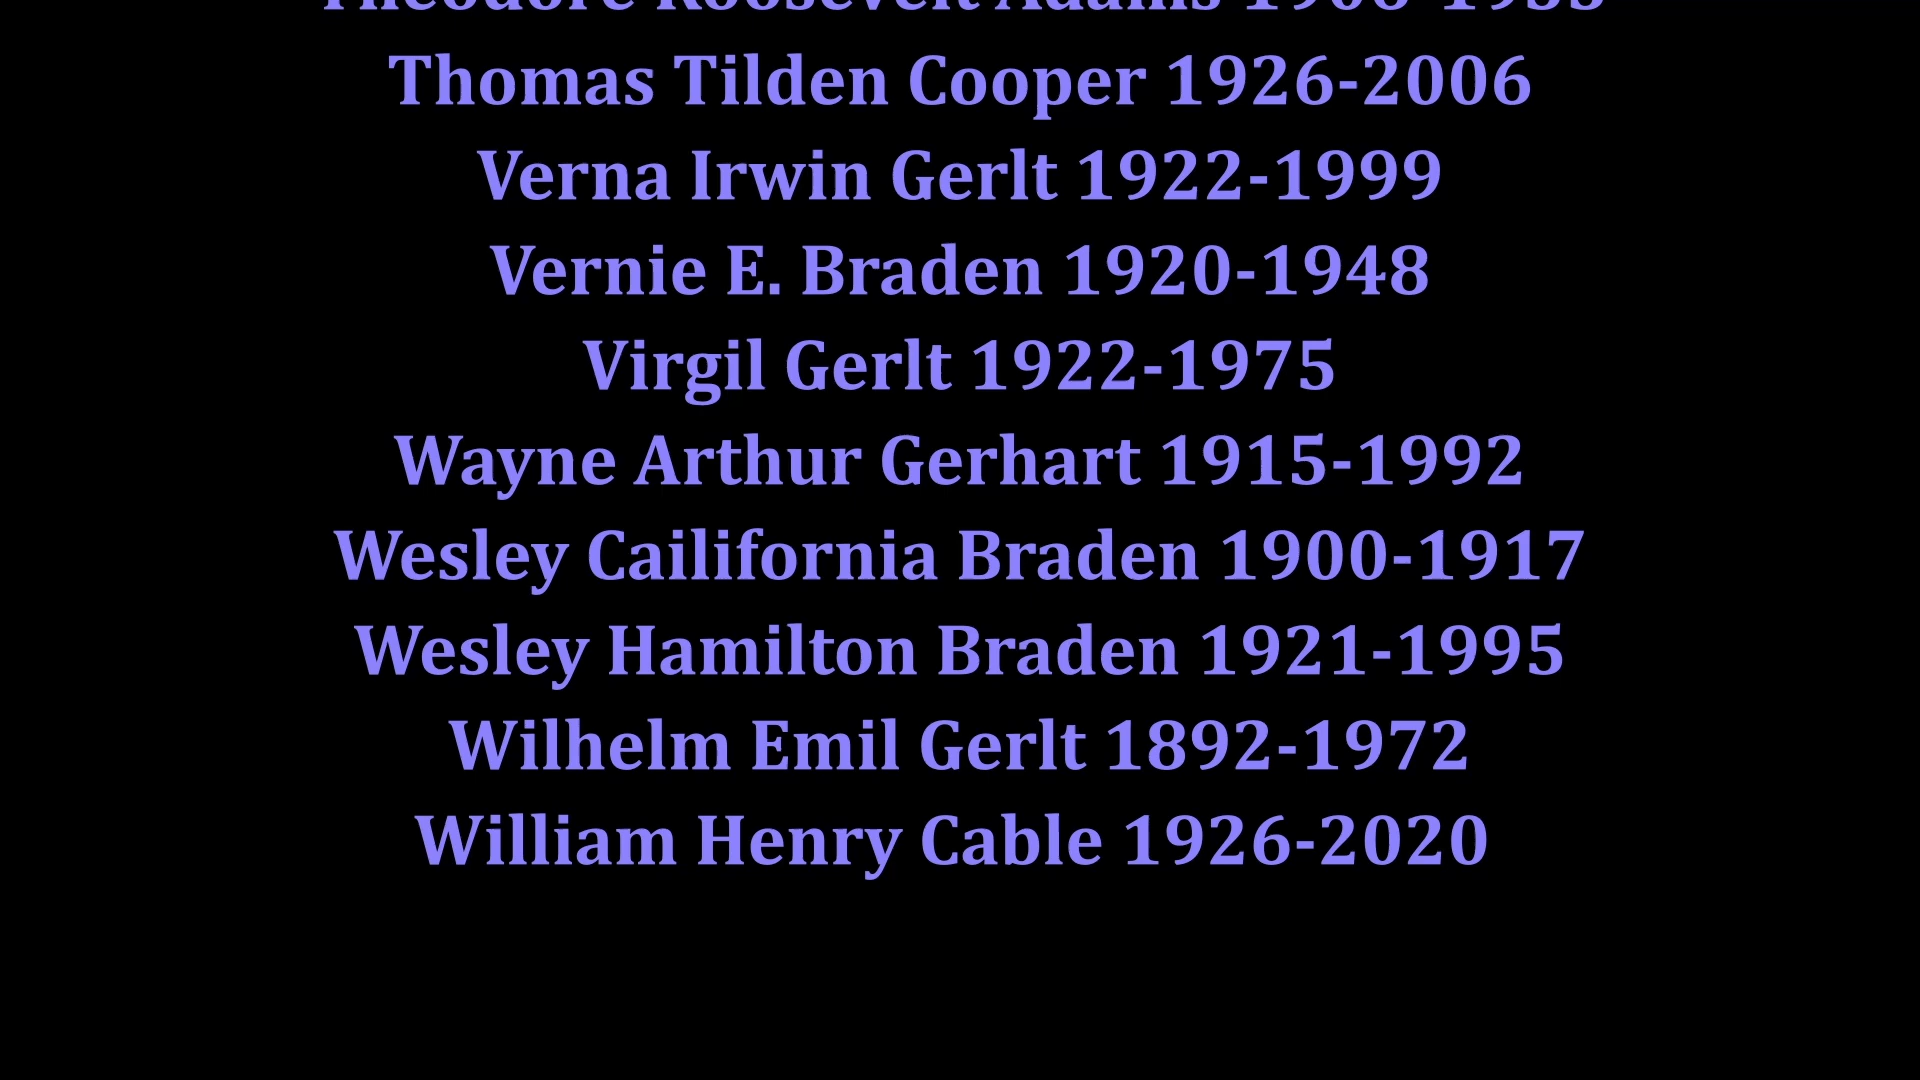 Theodore Roosevelt Adams
Thomas Tilden Cooper 1926-2006
Verna Irwin Gerlt 1922-1999
Vernie E. Braden 1920-1948
Virgil Gerlt 1922-1975
Wayne Arthur Gerhart 1915-1992
Wesley Cailifornia Braden 1900-1917
Wesley Hamilton Braden 1921-1995
Wilhelm Emil Gerlt 1892-1972
William Henry Cable 1926-2020